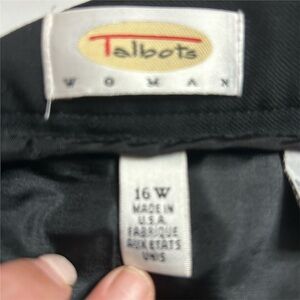 Talbots
WOMAN
16 W
MADE IN
U.S.A.
FABRIQUE
AUX ETATS
UNIS